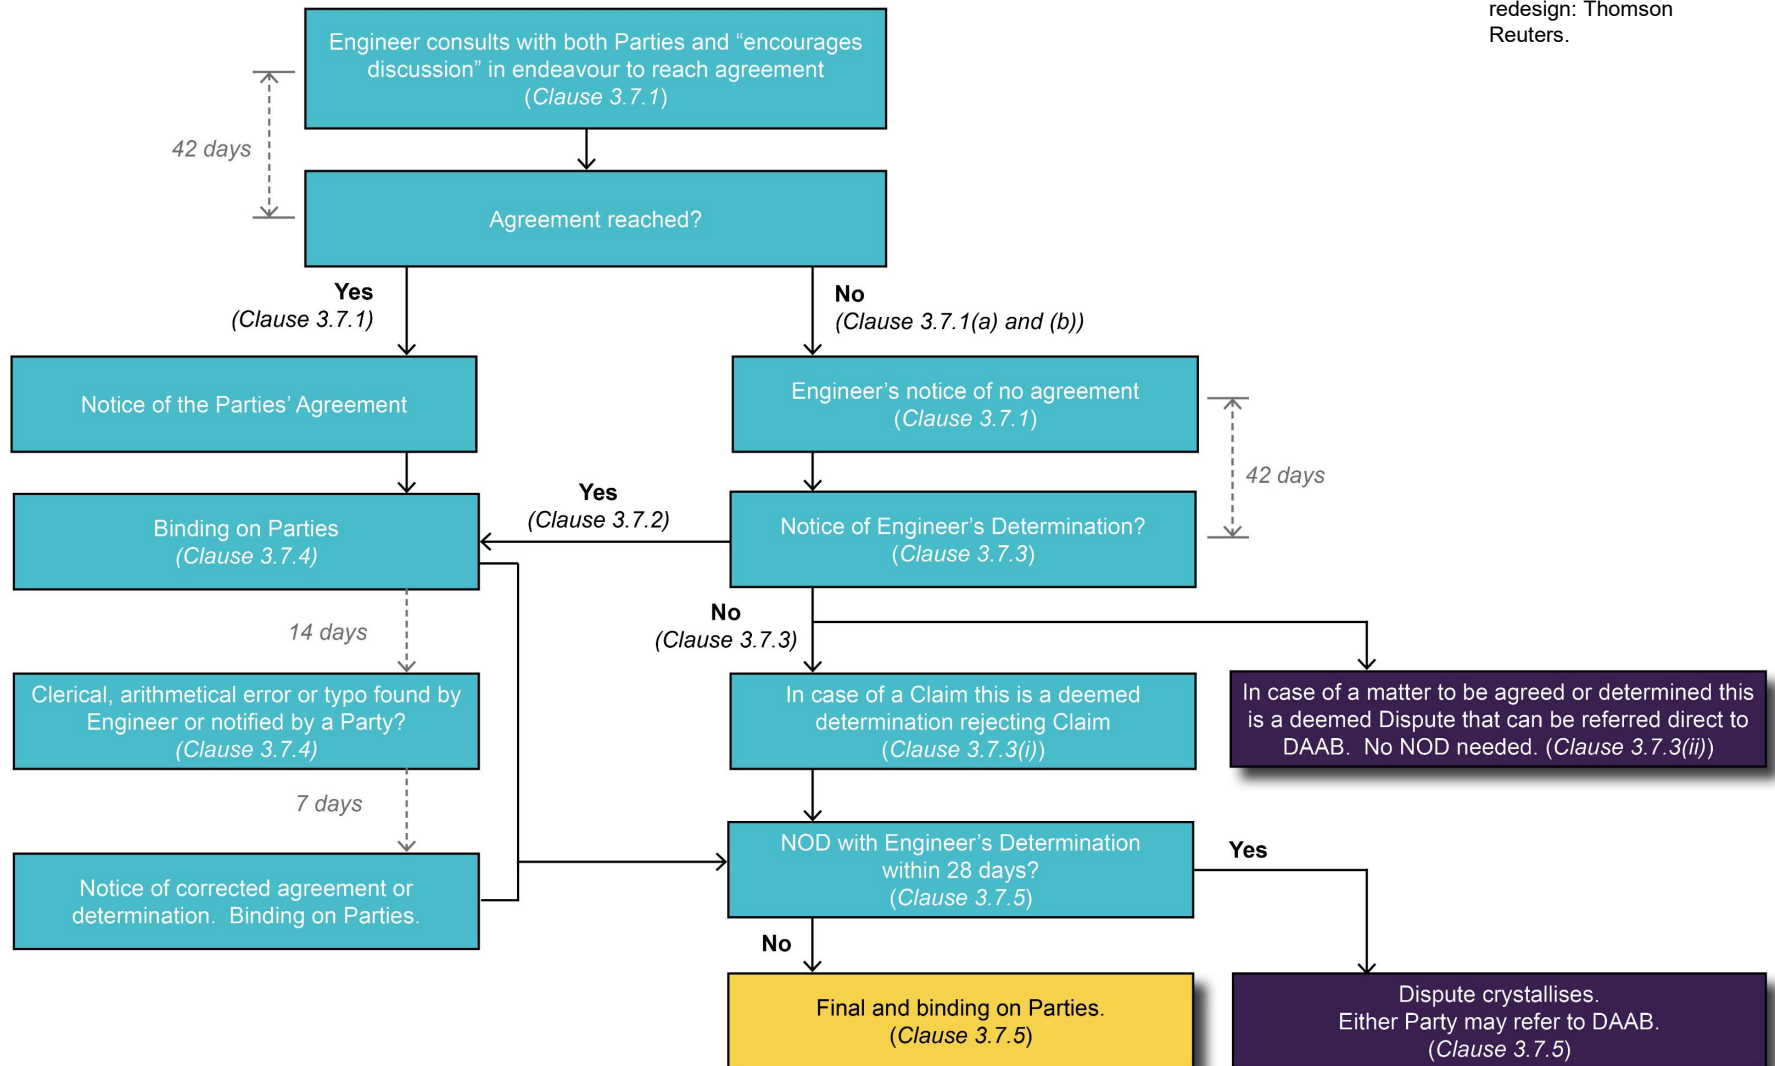 redesign: Thomson
Reuters.
Engineer consults with both Parties and “encourages
discussion” in endeavour to reach agreement
(Clause 3.7.1)
42 days
Agreement reached?
Yes
(Clause 3.7.1)
No
(Clause 3.7.1(a) and (b))
Notice of the Parties’ Agreement
Engineer’s notice of no agreement
(Clause 3.7.1)
42 days
Binding on Parties
(Clause 3.7.4)
Yes
(Clause 3.7.2)
Notice of Engineer’s Determination?
(Clause 3.7.3)
14 days
No
(Clause 3.7.3)
Clerical, arithmetical error or typo found by
Engineer or notified by a Party?
(Clause 3.7.4)
In case of a Claim this is a deemed
determination rejecting Claim
(Clause 3.7.3(i))
In case of a matter to be agreed or determined this
is a deemed Dispute that can be referred direct to
DAAB.  No NOD needed. (Clause 3.7.3(ii))
7 days
Notice of corrected agreement or
determination.  Binding on Parties.
NOD with Engineer’s Determination
within 28 days?
(Clause 3.7.5)
Yes
No
Final and binding on Parties.
(Clause 3.7.5)
Dispute crystallises.
Either Party may refer to DAAB.
(Clause 3.7.5)